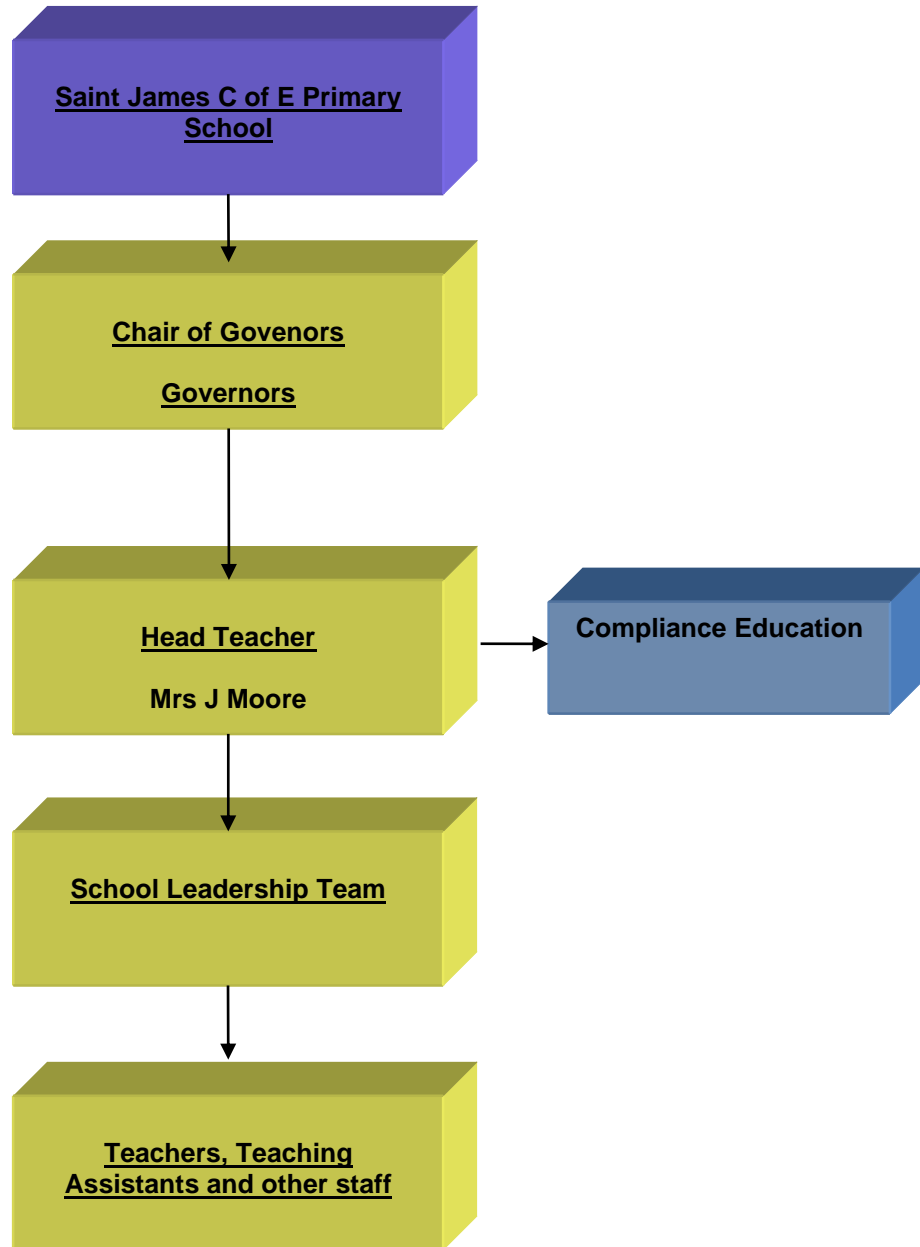 Saint James C of E Primary
School
Chair of Govenors
Governors
Head Teacher
Mrs J Moore
Compliance Education
School Leadership Team
Teachers, Teaching
Assistants and other staff